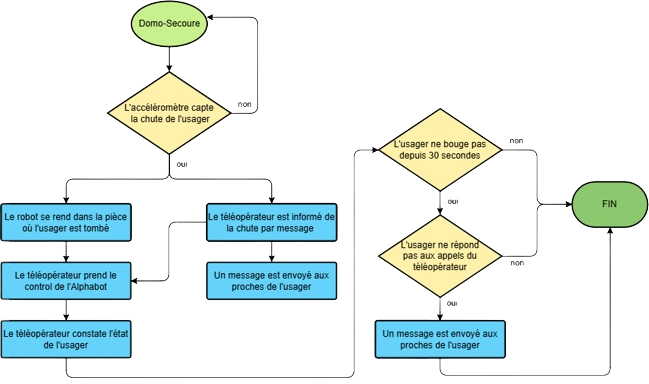 Domo-Secoure
L'accéléromètre capte
la chute de l'usager
non
oui
Le robot se rend dans la pièce
où l'usager est tombé
Le téléopérateur est informé de
la chute par message
Le téléopérateur prend le
control de l'Alphabot
Un message est envoyé aux
proches de l'usager
Le téléopérateur constate l'état
de l'usager
L'usager ne bouge pas
depuis 30 secondes
non
oui
L'usager ne répond
pas aux appels du
téléopérateur
non
oui
Un message est envoyé aux
proches de l'usager
FIN